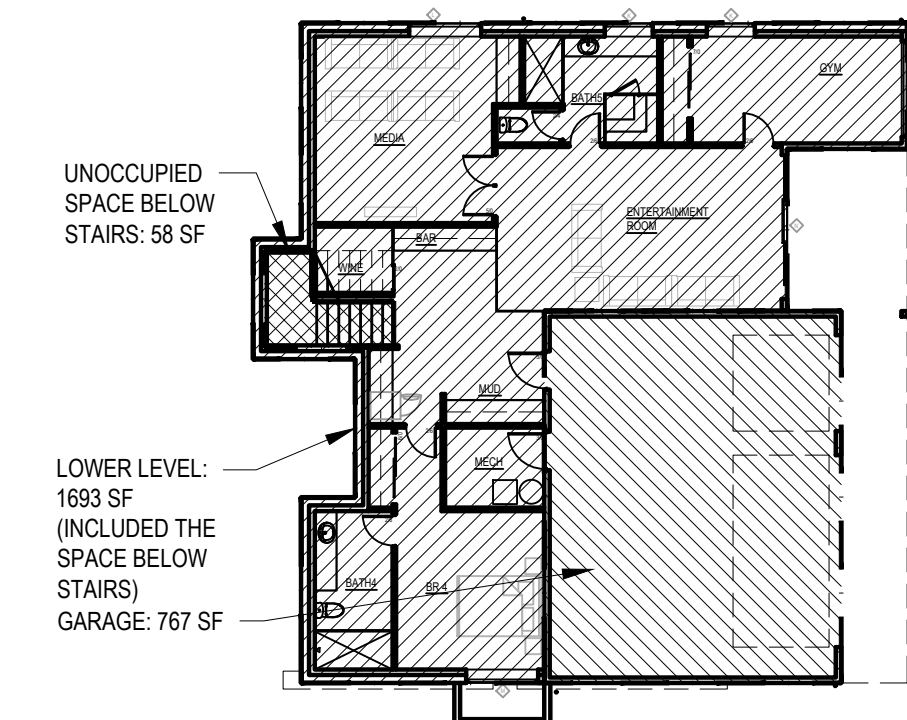 GYM
BATH5
MEDIA
UNOCCUPIED
SPACE BELOW
STAIRS: 58 SF
ENTERTAINMENT
ROOM
BAR
WINE
MUD
MECH
LOWER LEVEL:
1693 SF
(INCLUDED THE
SPACE BELOW
STAIRS)
GARAGE: 767 SF
BATH4
BR 4